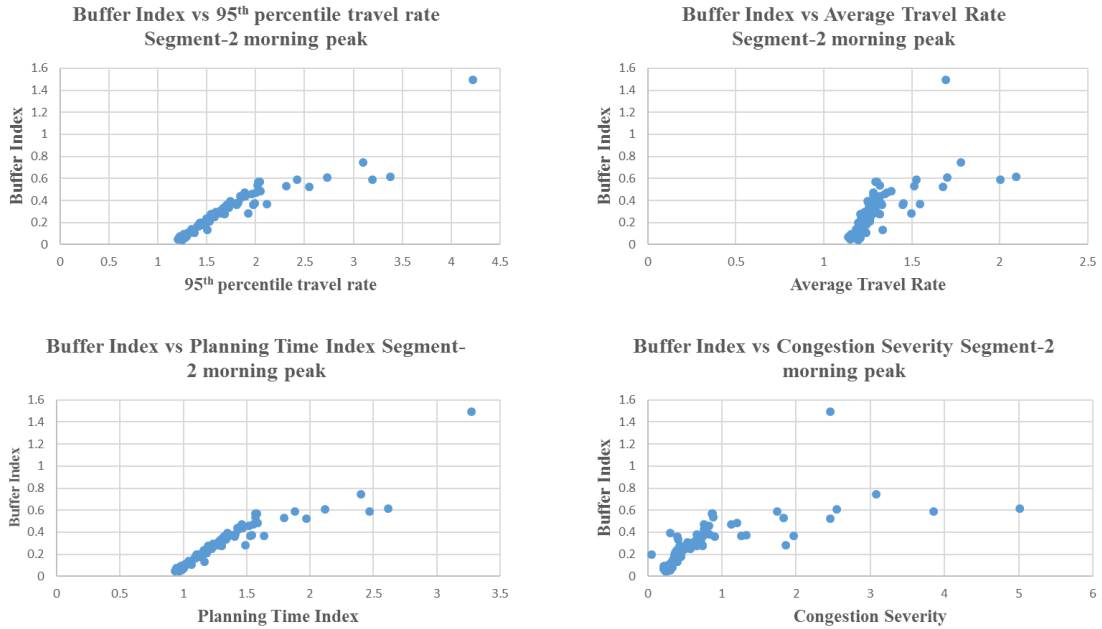 Buffer Index vs 95th percentile travel rate
Segment-2 morning peak
1.6
1.4
1.2
1
0.8
0.6
0.4
0.2
0
Buffer Index
0 0.5 1 1.5 2 2.5 3 3.5 4 4.5
95th percentile travel rate
Buffer Index vs Average Travel Rate
Segment-2 morning peak
1.6
1.4
1.2
1
0.8
0.6
0.4
0.2
0
Buffer Index
0 0.5 1 1.5 2 2.5
Average Travel Rate
Buffer Index vs Planning Time Index Segment-
2 morning peak
1.6
1.4
1.2
1
0.8
0.6
0.4
0.2
0
Buffer Index
0 0.5 1 1.5 2 2.5 3 3.5
Planning Time Index
Buffer Index vs Congestion Severity Segment-2
morning peak
1.6
1.4
1.2
1
0.8
0.6
0.4
0.2
0
Buffer Index
0 1 2 3 4 5 6
Congestion Severity